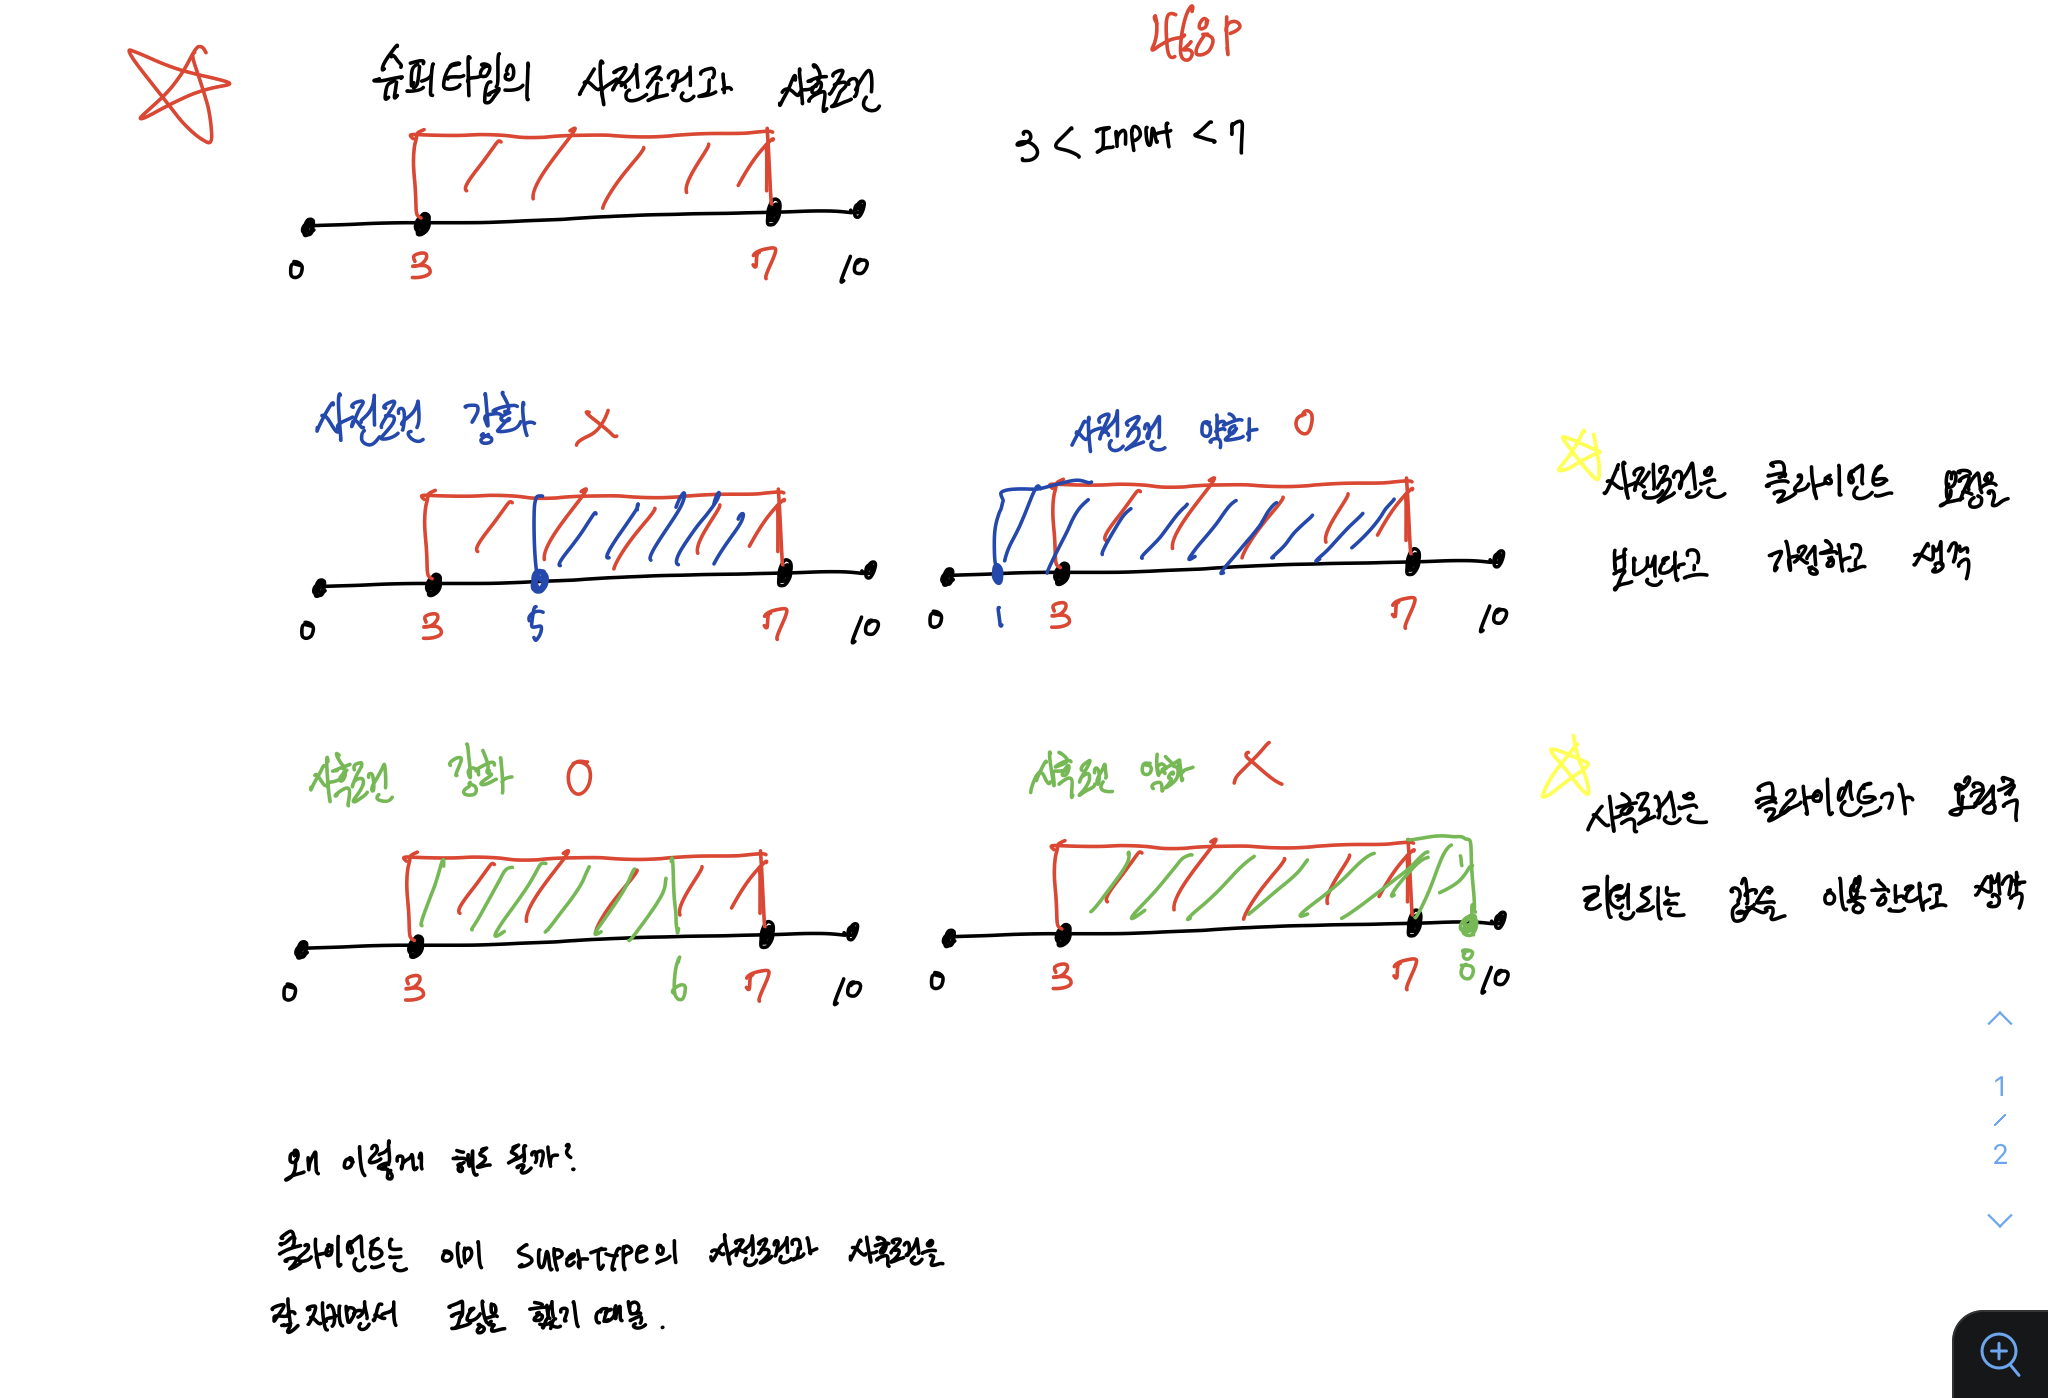 468P
슈퍼타입의 사전조건과 사후조건
3 < Input < 7
0 3 7 10
사전조건 강화 X
사전조건 약화 O
0 3 5 7 10
0 1 3 7 10
사전조건은 클라이언트 요청을
보낸다고 가정하고 생각
사후조건 강화 O
사후조건 약화 X
0 3 6 7 10
0 3 7 8 10
사후조건은 클라이언트가 요청측
리턴되는 값을 이용한다고 생각
왜 이렇게 해도 될까?
클라이언트는 이미 supertype의 사전조건과 사후조건을
잘 지키면서 코딩을 했기 때문.
1
/
2